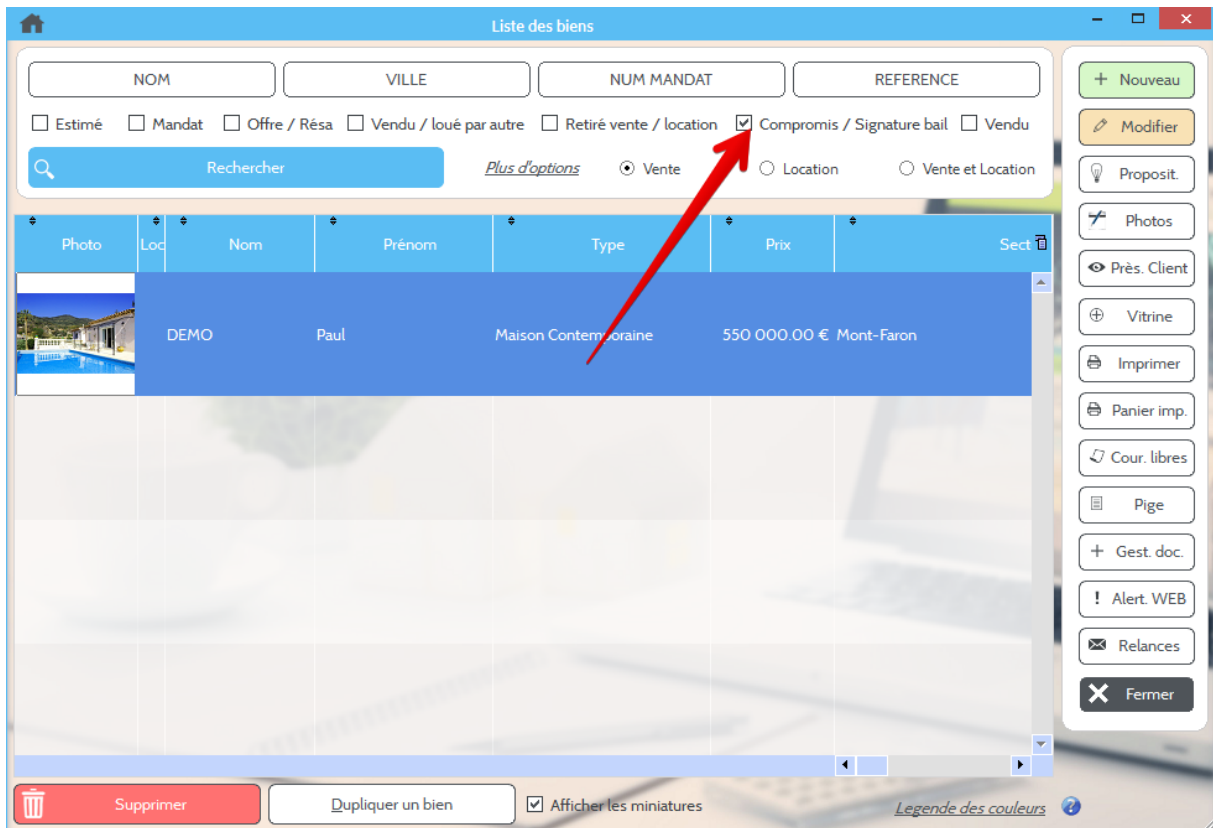 Liste des biens
NOM VILLE NUM MANDAT REFERENCE
Estimé Mandat Offre / Résa Vendu / loué par autre Retiré vente / location Compromis / Signature bail Vendu
Rechercher Plus d'options Vente Location Vente et Location
Photo Loc Nom Prénom Type Prix Sect
DEMO Paul Maison Contemporaine 550 000.00 € Mont-Faron
Supprimer Dupliquer un bien Afficher les miniatures Legende des couleurs
+ Nouveau
Modifier
Proposit.
Photos
Près. Client
Vitrine
Imprimer
Panier imp.
Cour. libres
Pige
+ Gest. doc.
! Alert. WEB
Relances
Fermer